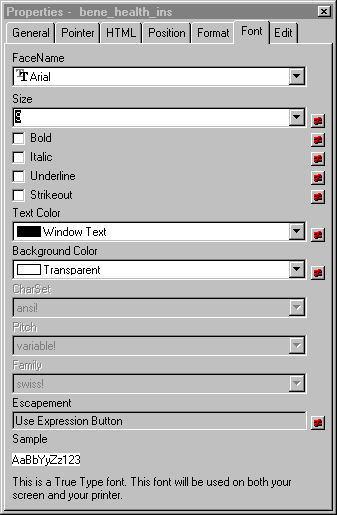 Properties - bene_health_ins
General Pointer HTML Position Format Font Edit
FaceName
Arial
Size
9
Bold
Italic
Underline
Strikeout
Text Color
Window Text
Background Color
Transparent
CharSet
ansi!
Pitch
variable!
Family
swiss!
Escapement
Use Expression Button
Sample
AaBbYyZz123
This is a True Type font. This font will be used on both your
screen and your printer.